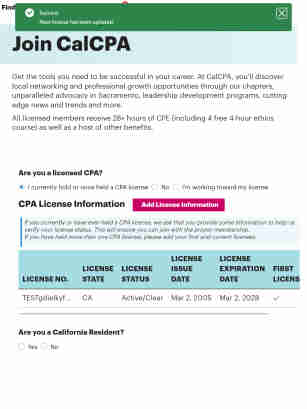 Find
Success
Your license has been updated!
Join CalCPA
Get the tools you need to be successful in your career. At CalCPA, you'll discover
local networking and professional growth opportunities through our chapters,
unparalleled advocacy in Sacramento, leadership development programs, cutting
edge news and trends and more.
All licensed members receive 28+ hours of CPE (including 4 free 4 hour ethics
course) as well as a host of other benefits.
Are you a licensed CPA?
I currently hold or once held a CPA license No I'm working toward my license
CPA License Information Add License Information
If you currently or have ever held a CPA license, we ask that you provide some information to help us
verify your license status. This will ensure you can join with the proper membership.
If you have held more than one CPA license, please add your first and current licenses.
LICENSE NO. LICENSE STATE LICENSE STATUS LICENSE ISSUE DATE LICENSE EXPIRATION DATE FIRST LICENS
CA Active/Clear Mar 2, 2005 Mar 2, 2028
Are you a California Resident?
Yes No